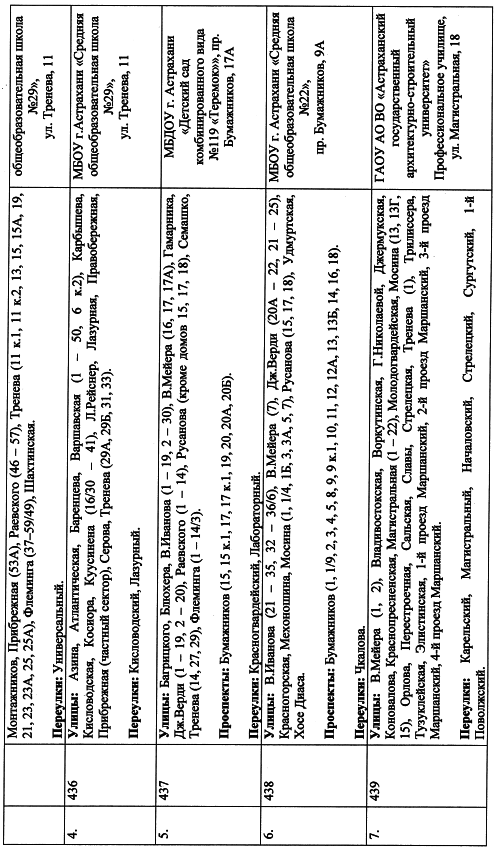 Монтажников, Прибрежная (53А), Раевского (46 – 57), Тренева (11 к.1, 11 к.2, 13, 15, 15А, 19,
21, 23, 23А, 25, 25А), Флеминга (37–59/49), Шахтинская.
Переулки: Универсальный.
общеобразовательная школа
№29»,
ул. Тренева, 11
4.
436
Улицы: Азина, Атлантическая, Баренцева, Варшавская (1 – 50, 6 к.2), Карбышева,
Кисловодская, Косиора, Куусинена (16/30 – 41), Л.Рейснер, Лазурная, Правобережная,
Прибрежная (частный сектор), Серова, Тренева (29А, 29Б, 31, 33).
Переулки: Кисловодский, Лазурный.
МБОУ г.Астрахани «Средняя
общеобразовательная школа
№29»,
ул. Тренева, 11
5.
437
Улицы: Багрицкого, Блюхера, В.Иванова (1 – 19, 2 – 30), В.Мейера (16, 17, 17А), Гамарника,
Дж.Верди (1 – 19, 2 – 20), Раевского (1 – 14), Русанова (кроме домов 15, 17, 18), Семашко,
Тренева (14, 27, 29), Флеминга (1 – 14/3).
Проспекты: Бумажников (15, 15 к.1, 17, 17 к.1, 19, 20, 20А, 20Б).
Переулки: Красногвардейский, Лабораторный.
МБДОУ г. Астрахани
«Детский сад
комбинированного вида
№119 «Теремок»», пр.
Бумажников, 17А
6.
438
Улицы: В.Иванова (21 – 35, 32 – 36/6), В.Мейера (7), Дж.Верди (20А – 22, 21 – 25),
Красногорская, Мехоношина, Мосина (1, 1/4, 1Б, 3, 3А, 5, 7), Русанова (15, 17, 18), Удмуртская,
Хосе Диаса.
Проспекты: Бумажников (1, 1/9, 2, 3, 4, 5, 8, 9, 9 к.1, 10, 11, 12, 12А, 13, 13Б, 14, 16, 18).
Переулки: Чкалова.
МБОУ г. Астрахани «Средняя
общеобразовательная школа
№22»,
пр. Бумажников, 9А
7.
439
Улицы: В.Мейера (1, 2), Владивостокская, Воркутинская, Г.Николаевой, Джермукская,
Коновалова, Краснопресненская, Магистральная (1 – 22), Молодогвардейская, Мосина (13, 13Г,
15), Орлова, Перестроечная, Сальская, Славы, Стрелецкая, Тренева (1), Трилиссера,
Тузуклейская, Элистинская, 1-й проезд Маршанский, 2-й проезд Маршанский, 3-й проезд
Маршанский, 4-й проезд Маршанский.
Переулки: Карельский, Магистральный, Началовский, Стрелецкий, Сургутский, 1-й
Поволжский.
ГАОУ АО ВО «Астраханский
государственный
архитектурно-строительный
университет»
Профессиональное училище,
ул. Магистральная, 18